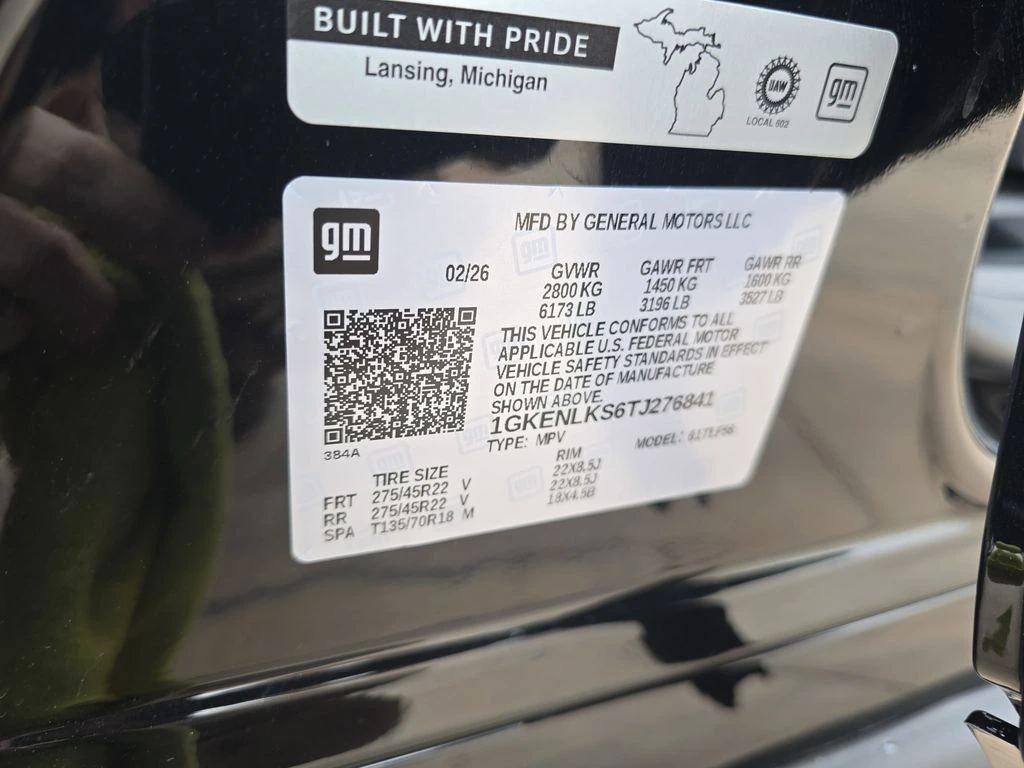 BUILT WITH PRIDE
Lansing, Michigan
UAW
LOCAL 602
gm
gm
MFD BY GENERAL MOTORS LLC
02/26 GVWR GAWR FRT GAWR RR
2800 KG 1450 KG 1600 KG
6173 LB 3196 LB 3527 LB
THIS VEHICLE CONFORMS TO ALL
APPLICABLE U.S. FEDERAL MOTOR
VEHICLE SAFETY STANDARDS IN EFFECT
ON THE DATE OF MANUFACTURE
SHOWN ABOVE.
1GKENLKS6TJ276841
TYPE: MPV MODEL:
384A
TIRE SIZE RIM
FRT 275/45R22 V 22X8.5J
RR 275/45R22 V 22X8.5J
SPA T135/70R18 M 18X4.5B